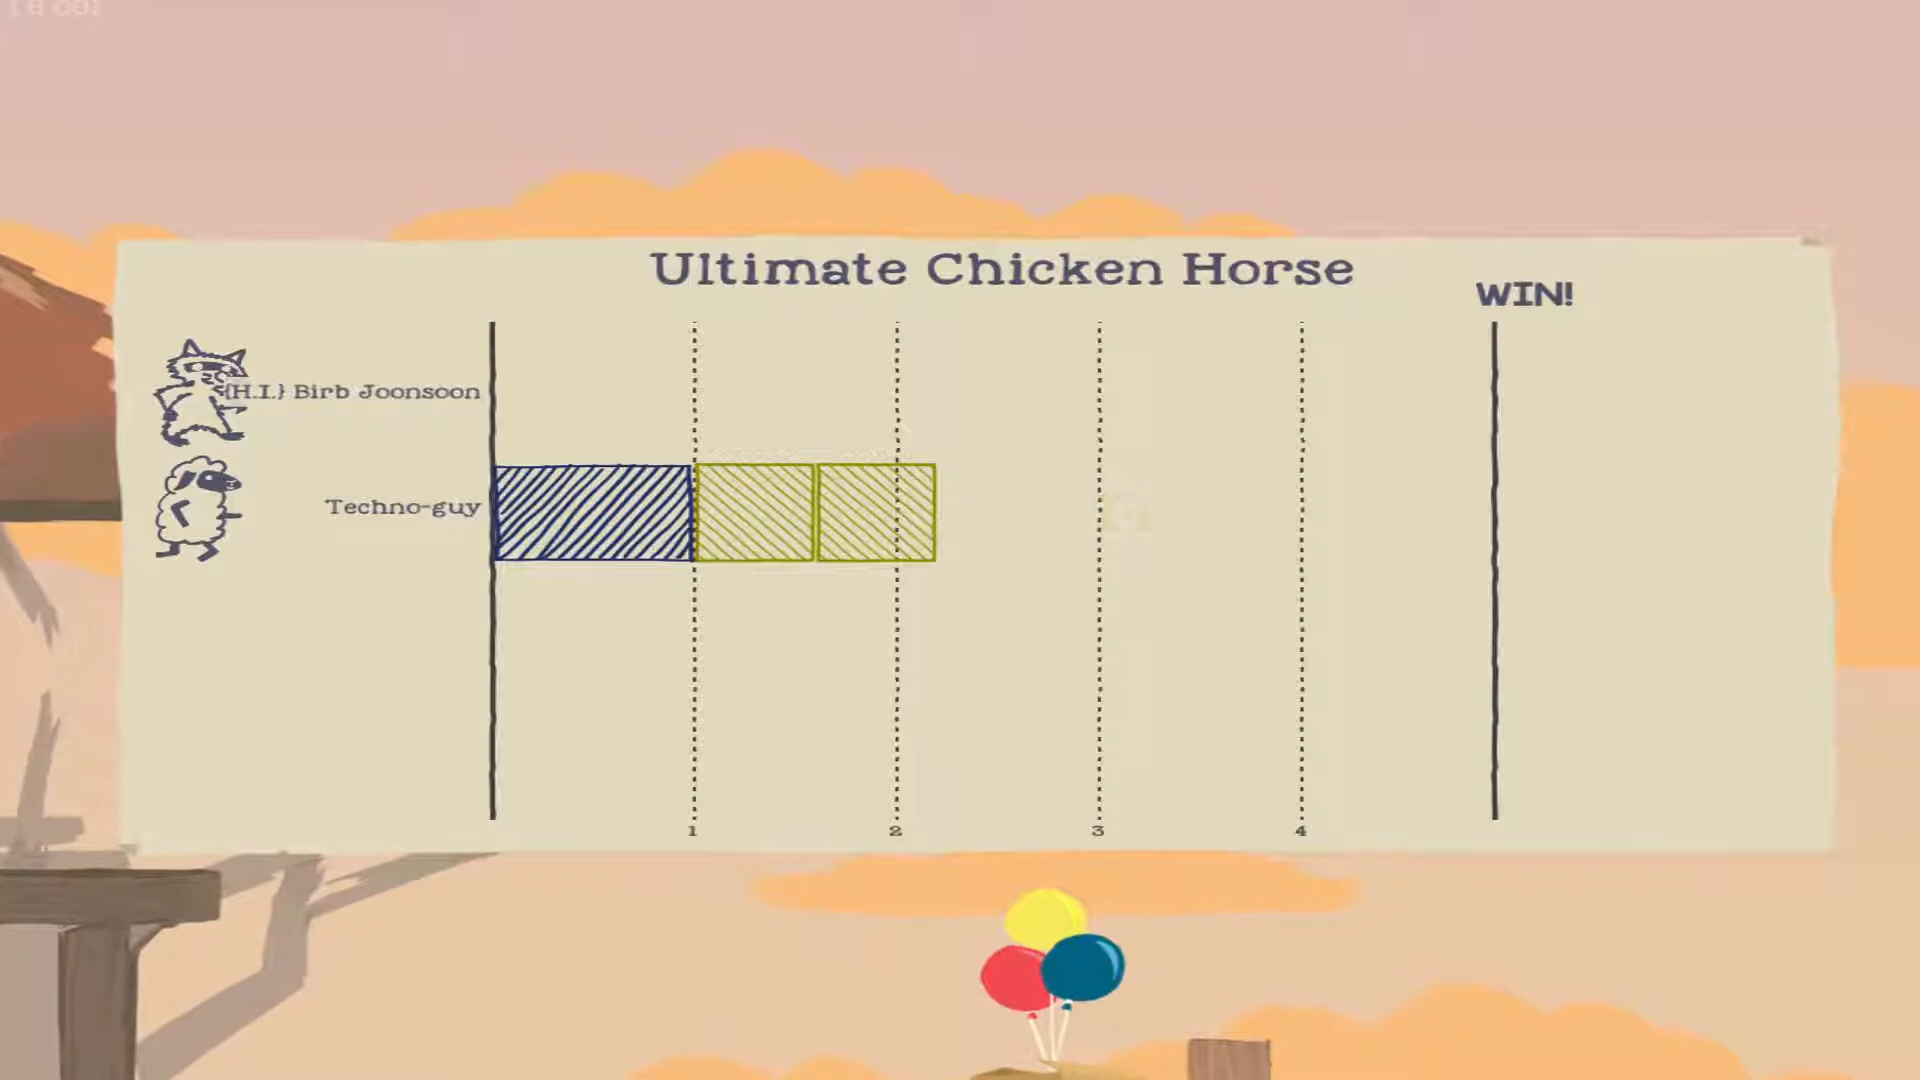 Ultimate Chicken Horse
WIN!
{H.I.} Birb Joonsoon
Techno-guy
1 2 3 4